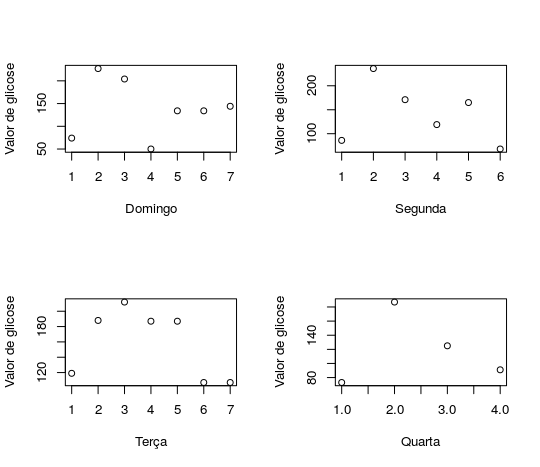 Valor de glicose
50 150
1 2 3 4 5 6 7
Domingo
Valor de glicose
100 200
1 2 3 4 5 6
Segunda
Valor de glicose
120 180
1 2 3 4 5 6 7
Terça
Valor de glicose
80 140
1.0 2.0 3.0 4.0
Quarta